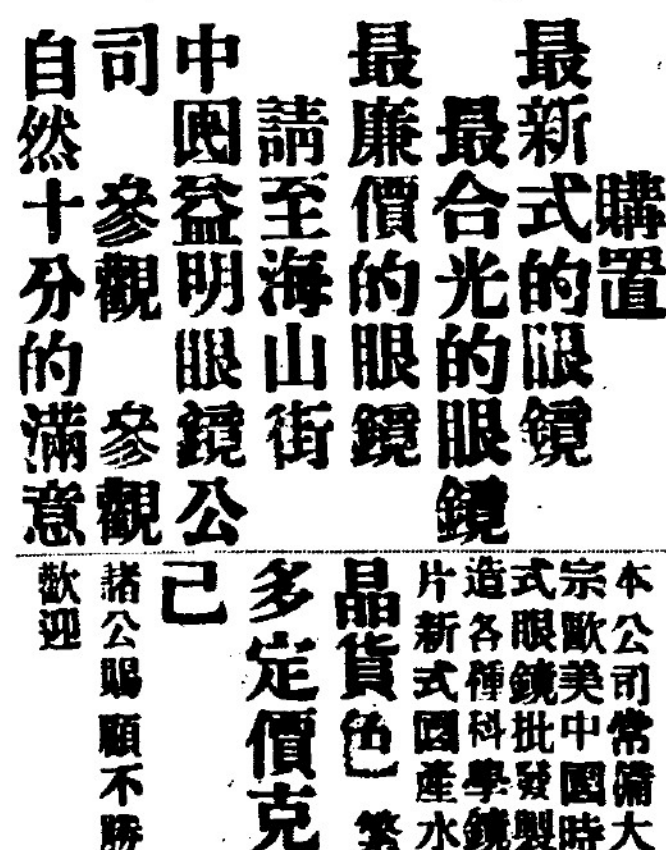 購置
最新式的眼鏡
最合光的眼鏡
最廉價的眼鏡
請至海山街
中國益明眼鏡公
司 參觀 參觀
自然十分的滿意
本公司常備大
宗歐美中國時
式眼鏡批發製
造各種科學鏡
片新式國產水
晶貨色 繁
多定價克
己
諸公賜顧不勝
歡迎